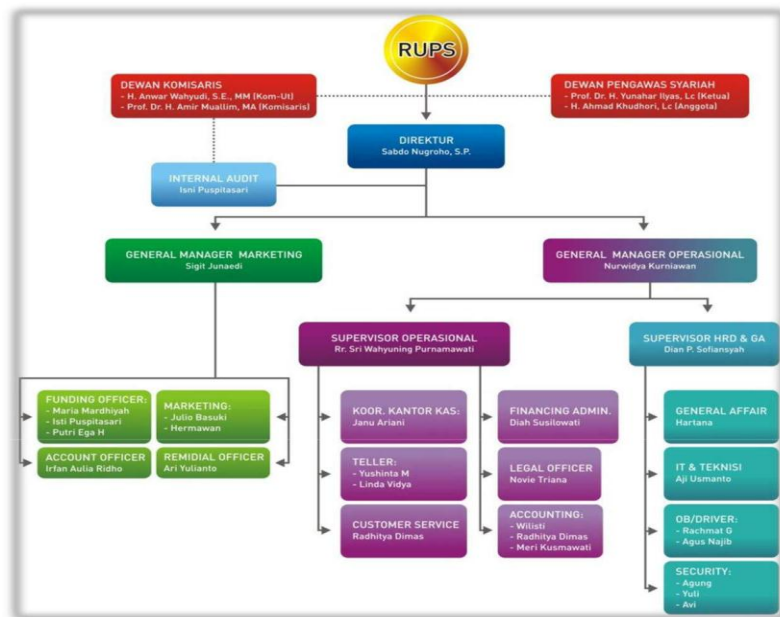 RUPS
DEWAN KOMISARIS
- H. Anwar Wahyudi, S.E., MM (Kom-Ut)
- Prof. Dr. H. Amir Muallim, MA (Komisaris)
DEWAN PENGAWAS SYARIAH
- Prof. Dr. H. Yunahar Ilyas, Lc (Ketua)
- H. Ahmad Khudhori, Lc (Anggota)
DIREKTUR
Sabdo Nugroho, S.P.
INTERNAL AUDIT
Isni Puspitasari
GENERAL MANAGER MARKETING
Sigit Junaedi
GENERAL MANAGER OPERASIONAL
Nurwidya Kurniawan
SUPERVISOR OPERASIONAL
Rr. Sri Wahyuning Purnamawati
SUPERVISOR HRD & GA
Dian P. Sofiansyah
FUNDING OFFICER:
- Maria Mardhiyah
- Isti Puspitasari
- Putri Ega H
MARKETING:
- Julio Basuki
- Hermawan
ACCOUNT OFFICER
Irfan Aulia Ridho
REMIDIAL OFFICER
Ari Yulianto
KOOR. KANTOR KAS:
Janu Ariani
TELLER:
- Yushinta M
- Linda Vidya
CUSTOMER SERVICE
Radhitya Dimas
FINANCING ADMIN.
Diah Susilowati
LEGAL OFFICER
Novie Triana
ACCOUNTING:
- Wilisti
- Radhitya Dimas
- Meri Kusmawati
GENERAL AFFAIR
Hartana
IT & TEKNISI
Aji Usmanto
OB/DRIVER:
- Rachmat G
- Agus Najib
SECURITY:
- Agung
- Yuli
- Avi